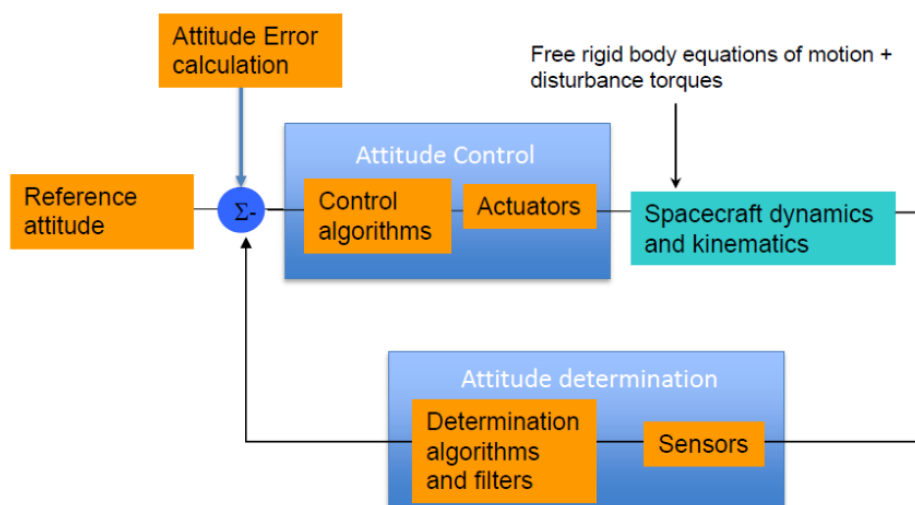 Attitude Error
calculation
Free rigid body equations of motion +
disturbance torques
Attitude Control
Reference
attitude
Σ-
Control
algorithms
Actuators
Spacecraft dynamics
and kinematics
Attitude determination
Determination
algorithms
and filters
Sensors